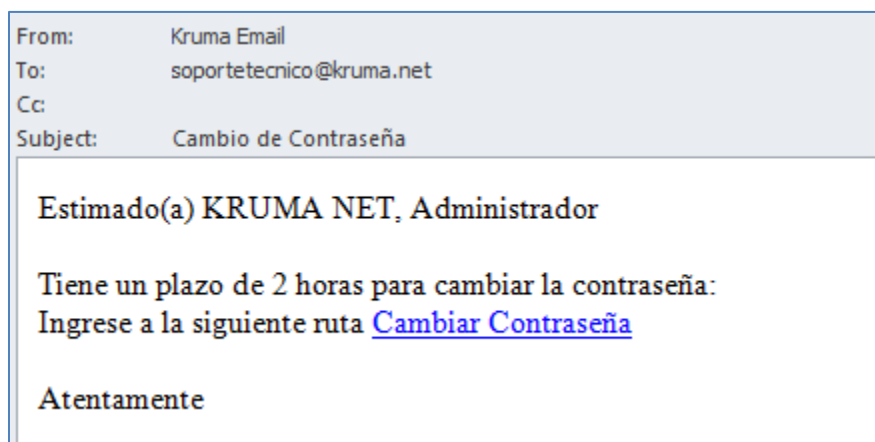 From: Kruma Email
To: soportetecnico@kruma.net
Cc:
Subject: Cambio de Contraseña
Estimado(a) KRUMA NET, Administrador
Tiene un plazo de 2 horas para cambiar la contraseña:
Ingrese a la siguiente ruta Cambiar Contraseña
Atentamente